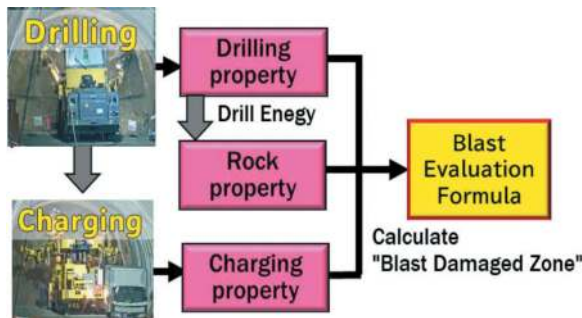 Drilling
Drilling
property
Drill Enegy
Rock
property
Blast
Evaluation
Formula
Charging
Charging
property
Calculate
"Blast Damaged Zone"